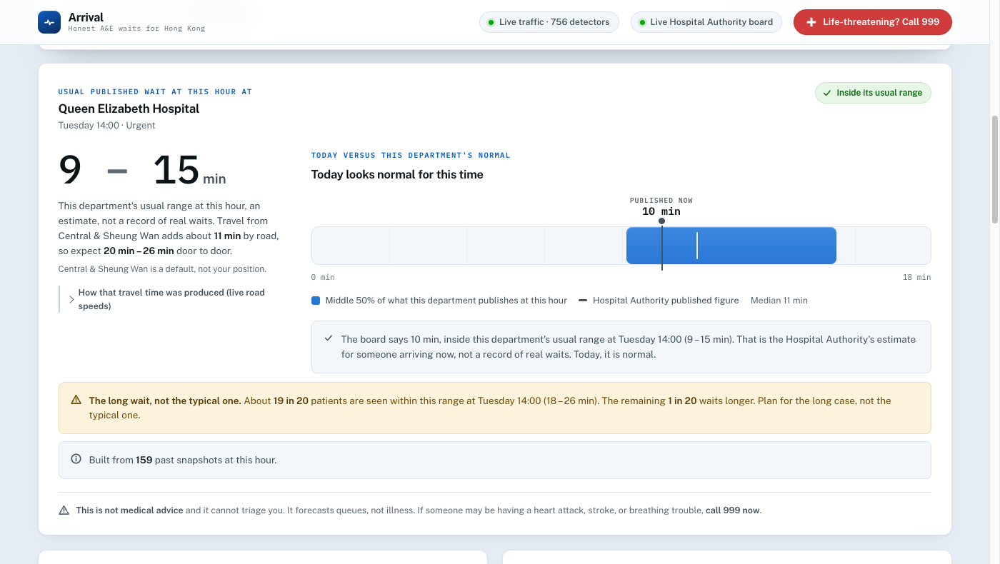 Arrival
Honest A&E waits for Hong Kong
Live traffic · 756 detectors
Live Hospital Authority board
Life-threatening? Call 999
USUAL PUBLISHED WAIT AT THIS HOUR AT
Inside its usual range
Queen Elizabeth Hospital
Tuesday 14:00 · Urgent
9 – 15 min
This department's usual range at this hour, an
estimate, not a record of real waits. Travel from
Central & Sheung Wan adds about 11 min by road,
so expect 20 min – 26 min door to door.
Central & Sheung Wan is a default, not your position.
How that travel time was produced (live road
speeds)
TODAY VERSUS THIS DEPARTMENT'S NORMAL
Today looks normal for this time
PUBLISHED NOW
10 min
0 min
18 min
Middle 50% of what this department publishes at this hour
Hospital Authority published figure
Median 11 min
The board says 10 min, inside this department's usual range at Tuesday 14:00 (9 – 15 min). That is the Hospital Authority's estimate
for someone arriving now, not a record of real waits. Today, it is normal.
The long wait, not the typical one. About 19 in 20 patients are seen within this range at Tuesday 14:00 (18 – 26 min). The remaining 1 in 20 waits longer. Plan for the long case, not the
typical one.
Built from 159 past snapshots at this hour.
This is not medical advice and it cannot triage you. It forecasts queues, not illness. If someone may be having a heart attack, stroke, or breathing trouble, call 999 now.